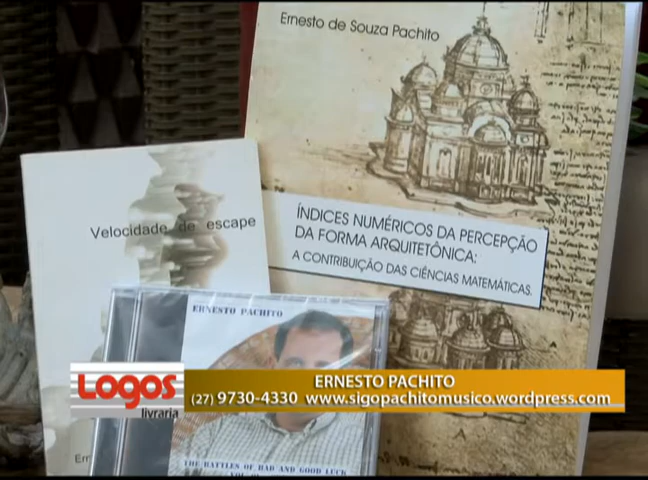 Ernesto de Souza Pachito
ÍNDICES NUMÉRICOS DA PERCEPÇÃO
DA FORMA ARQUITETÔNICA:
A CONTRIBUIÇÃO DAS CIÊNCIAS MATEMÁTICAS.
Velocidade de escape
ERNESTO PACHITO
THE BATTLES OF BAD AND GOOD LUCK
Logos
livraria
ERNESTO PACHITO
(27) 9730-4330 www.sigopachitomusico.wordpress.com